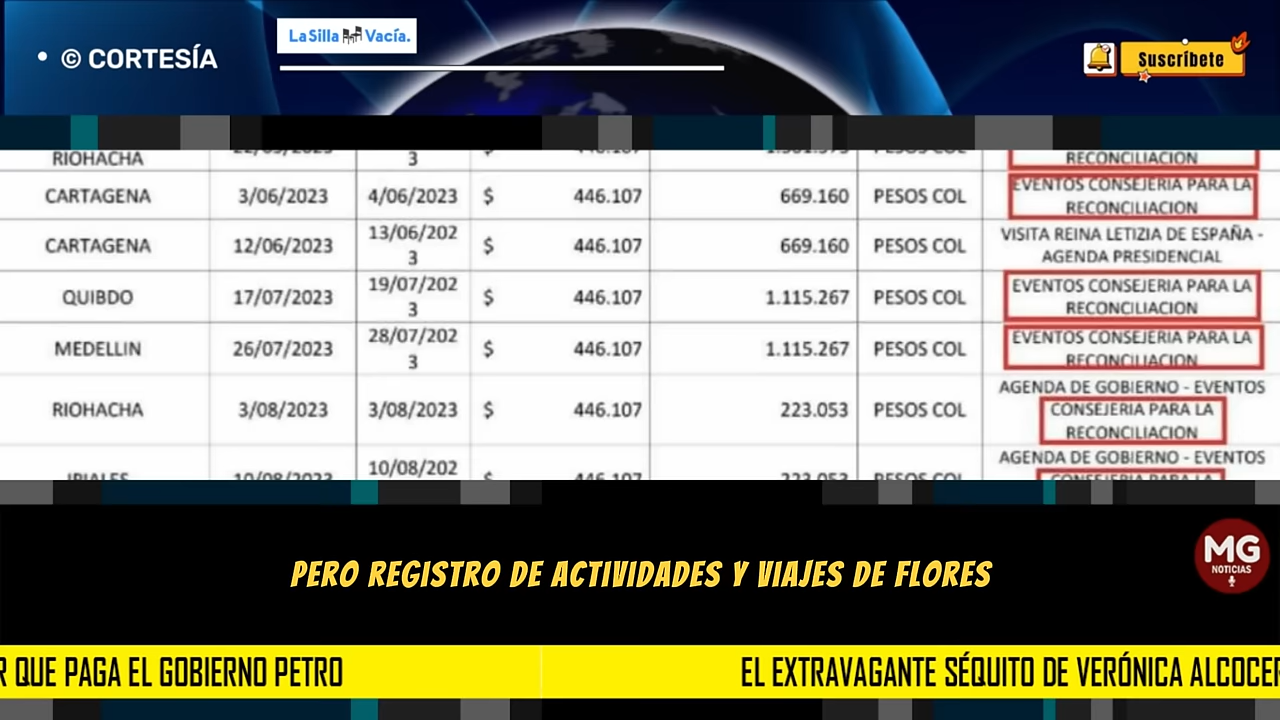 © CORTESÍA
La Silla Vacía.
Suscríbete
RIOHACHA 3 $ RECONCILIACION
EVENTOS CONSEJERIA PARA LA
CARTAGENA 3/06/2023 4/06/2023 $ 446.107 669.160 PESOS COL
RECONCILIACION
13/06/202 VISITA REINA LETIZIA DE ESPAÑA -
CARTAGENA 12/06/2023 $ 446.107 669.160 PESOS COL
3 AGENDA PRESIDENCIAL
19/07/202 EVENTOS CONSEJERIA PARA LA
QUIBDO 17/07/2023 $ 446.107 1.115.267 PESOS COL
3 RECONCILIACION
28/07/202 EVENTOS CONSEJERIA PARA LA
MEDELLIN 26/07/2023 $ 446.107 1.115.267 PESOS COL
3 RECONCILIACION
AGENDA DE GOBIERNO - EVENTOS
RIOHACHA 3/08/2023 3/08/2023 $ 446.107 223.053 PESOS COL CONSEJERIA PARA LA
RECONCILIACION
10/08/202 AGENDA DE GOBIERNO - EVENTOS
PERO REGISTRO DE ACTIVIDADES Y VIAJES DE FLORES
MG
NOTICIAS
R QUE PAGA EL GOBIERNO PETRO EL EXTRAVAGANTE SÉQUITO DE VERÓNICA ALCOCER